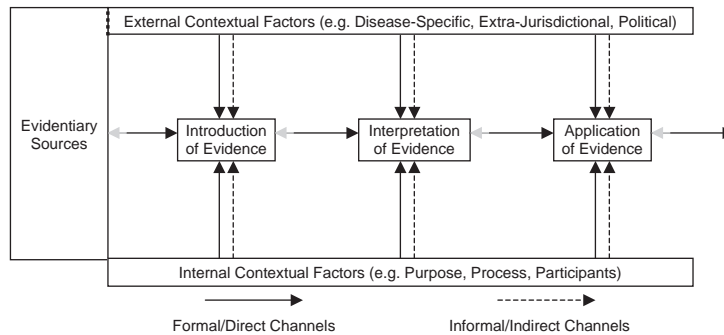 External Contextual Factors (e.g. Disease-Specific, Extra-Jurisdictional, Political)
Evidentiary
Sources
Introduction
of Evidence
Interpretation
of Evidence
Application
of Evidence
Internal Contextual Factors (e.g. Purpose, Process, Participants)
Formal/Direct Channels
Informal/Indirect Channels